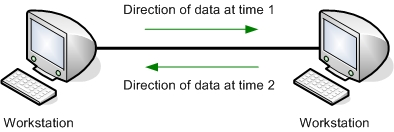 Direction of data at time 1
Direction of data at time 2
Workstation
Workstation